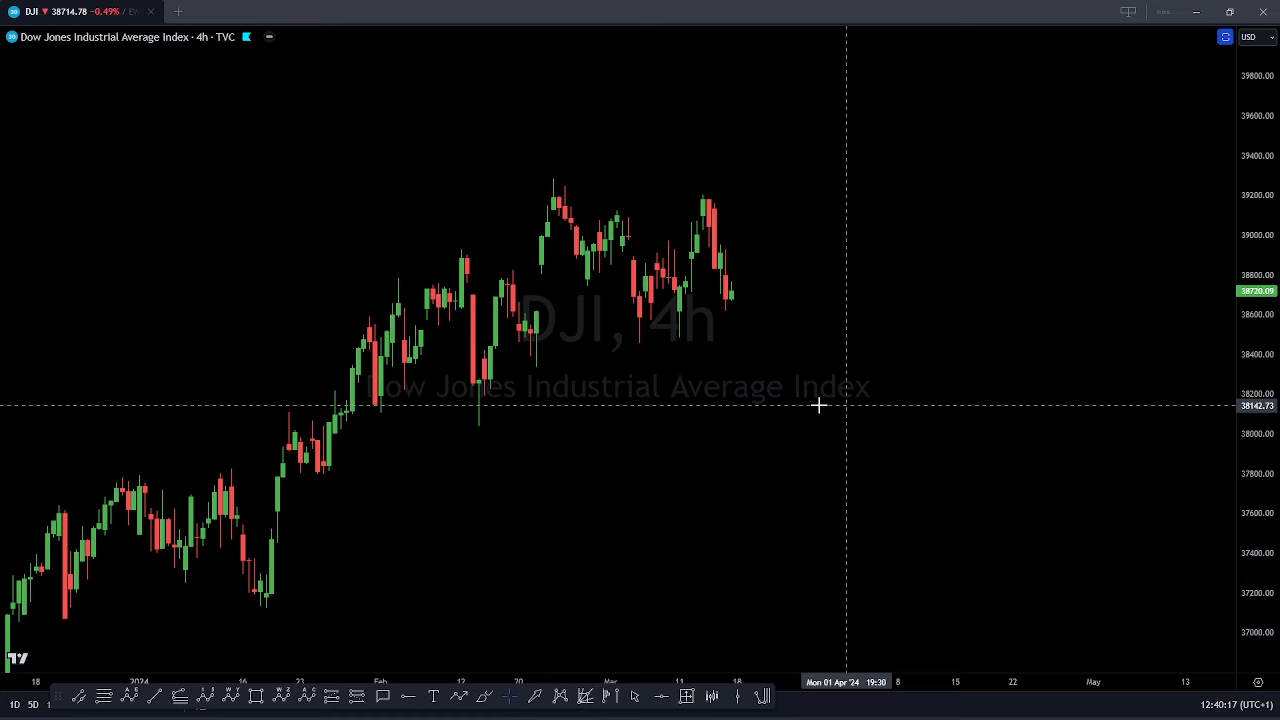 DJI ▼ 38714.78 −0.49% / EW
Dow Jones Industrial Average Index · 4h · TVC
USD
39800.00
39600.00
39400.00
39200.00
39000.00
38800.00
38720.09
38600.00
38400.00
38200.00
38142.73
38000.00
37800.00
37600.00
37400.00
37200.00
37000.00
DJI, 4h
Dow Jones Industrial Average Index
18 2024 16 23 Feb 12 20 Mar 11 18 Mon 01 Apr '24 19:30 8 15 22 May 13
1D 5D
12:40:17 (UTC+1)